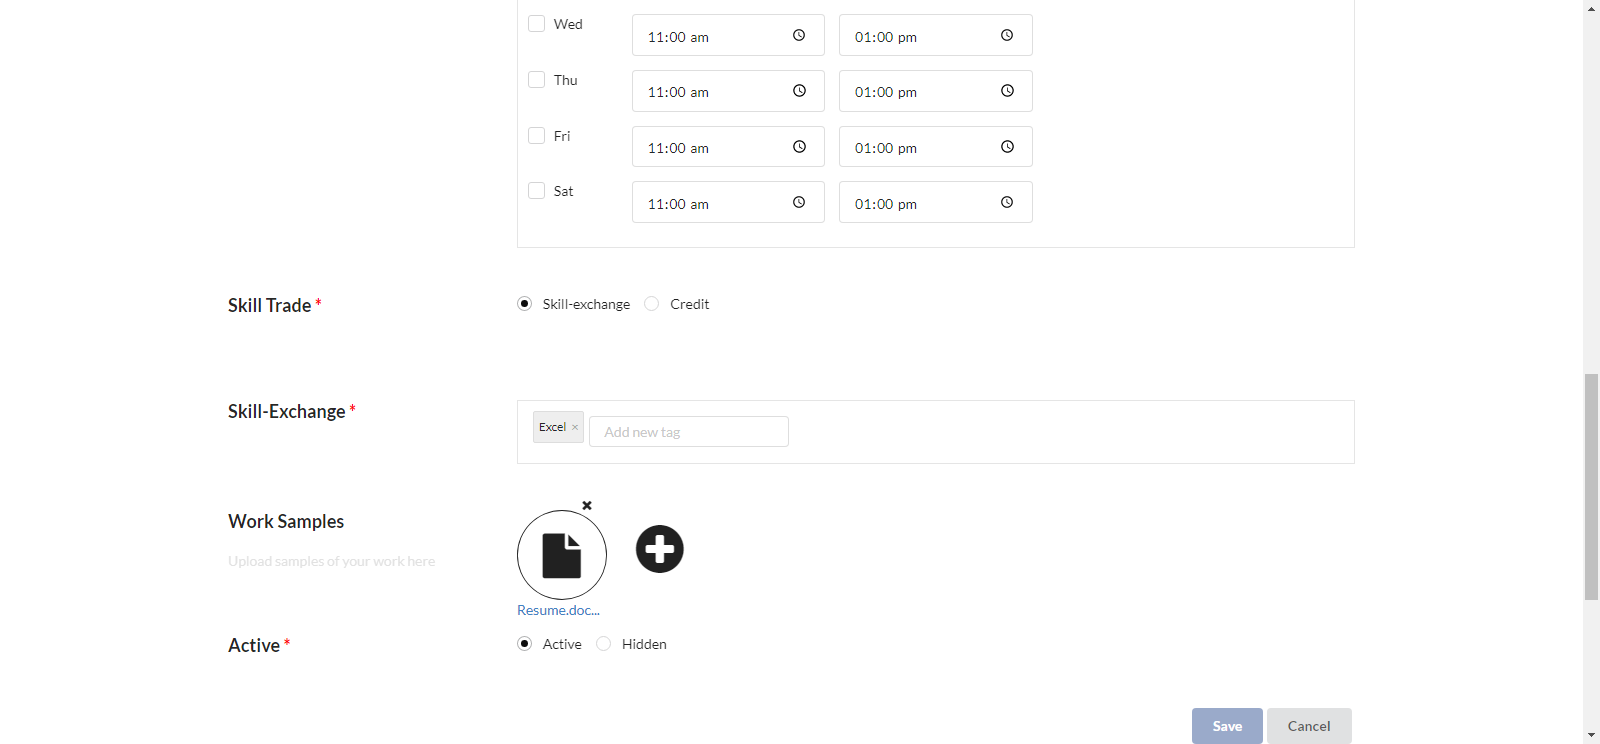 Wed 11:00 am 01:00 pm
Thu 11:00 am 01:00 pm
Fri 11:00 am 01:00 pm
Sat 11:00 am 01:00 pm
Skill Trade * Skill-exchange Credit
Skill-Exchange * Excel × Add new tag
Work Samples
Upload samples of your work here
Resume.doc...
Active * Active Hidden
Save Cancel